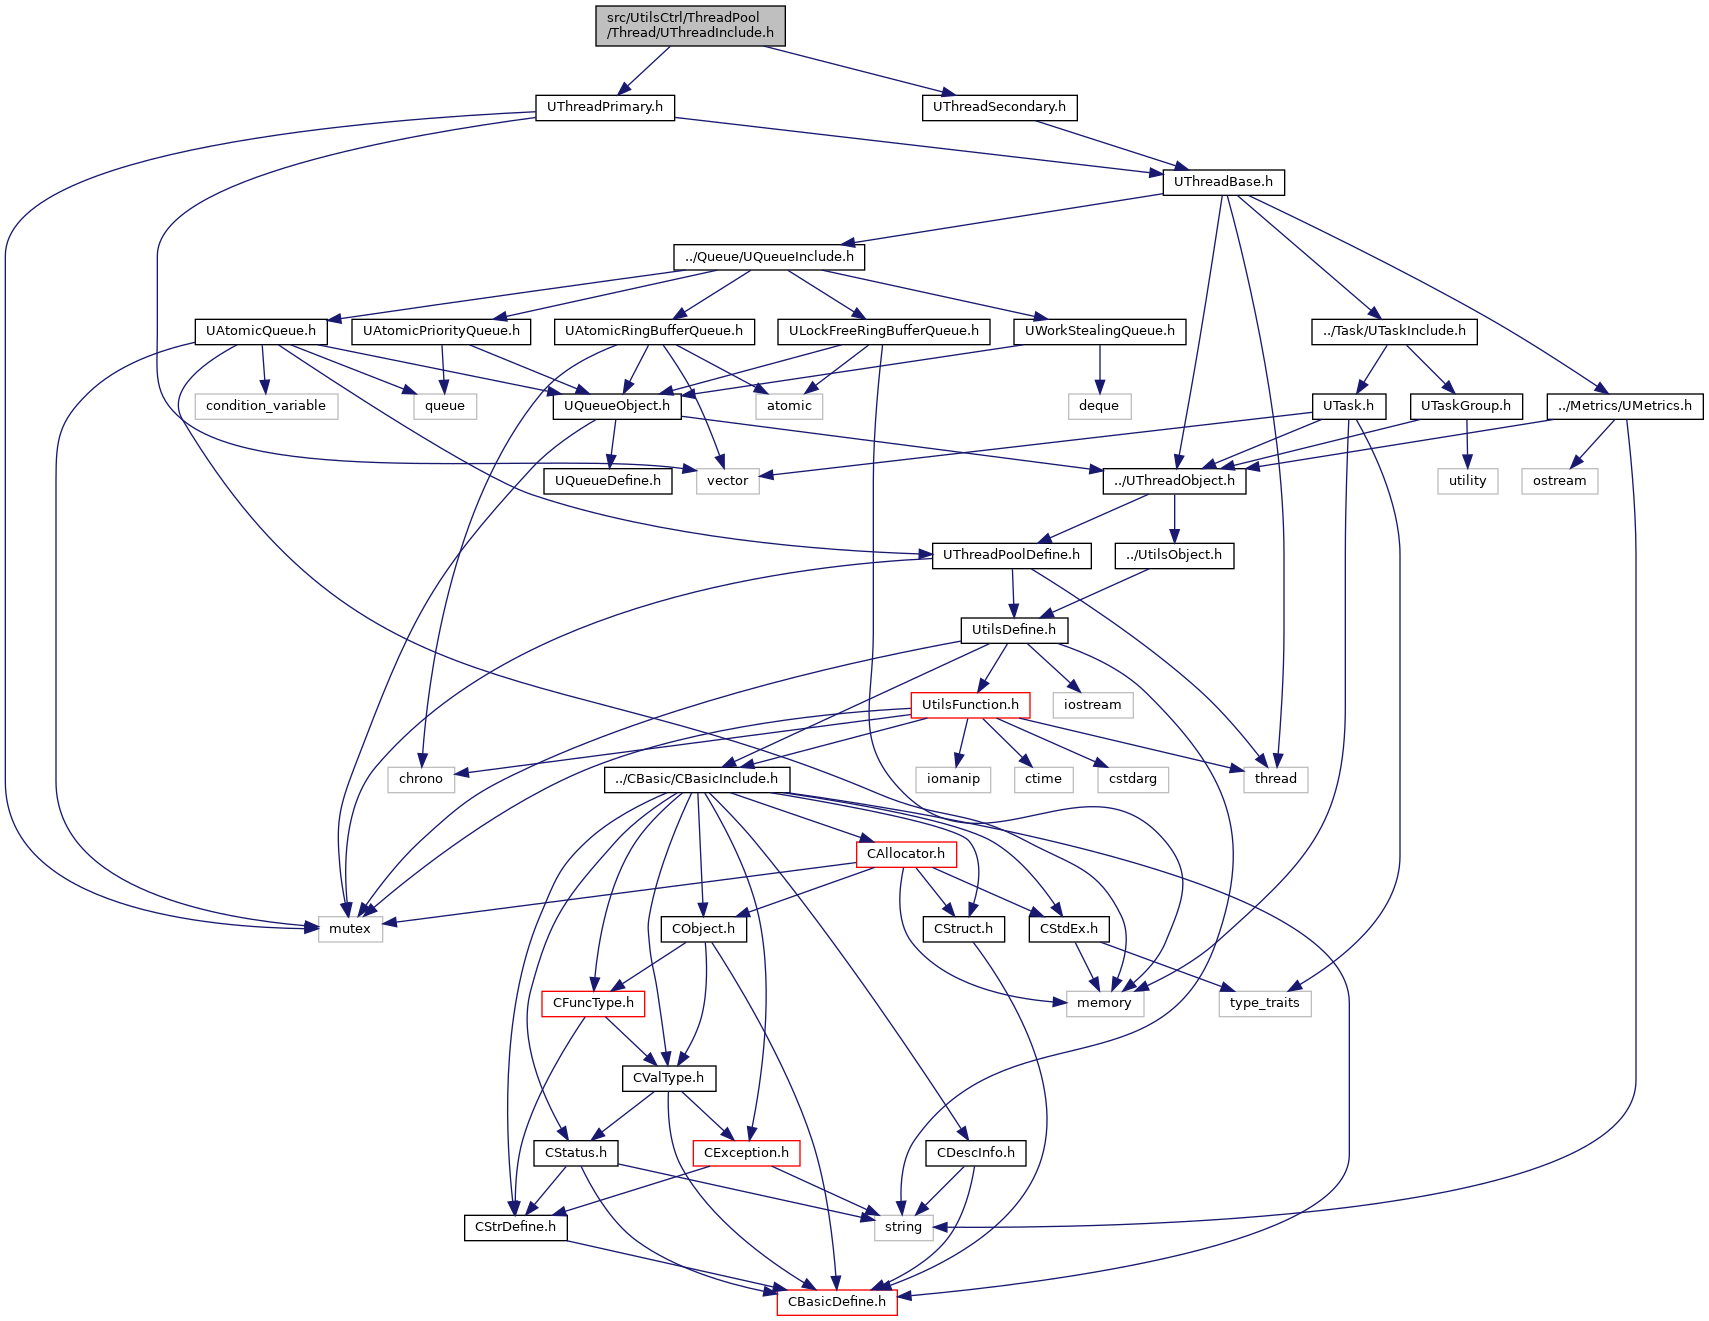 src/UtilsCtrl/ThreadPool
/Thread/UThreadInclude.h
UThreadPrimary.h
UThreadSecondary.h
UThreadBase.h
../Queue/UQueueInclude.h
UAtomicQueue.h
UAtomicPriorityQueue.h
UAtomicRingBufferQueue.h
ULockFreeRingBufferQueue.h
UWorkStealingQueue.h
../Task/UTaskInclude.h
condition_variable
queue
UQueueObject.h
atomic
deque
UTask.h
UTaskGroup.h
../Metrics/UMetrics.h
UQueueDefine.h
vector
../UThreadObject.h
utility
ostream
UThreadPoolDefine.h
../UtilsObject.h
UtilsDefine.h
UtilsFunction.h
iostream
chrono
../CBasic/CBasicInclude.h
iomanip
ctime
cstdarg
thread
CAllocator.h
mutex
CObject.h
CStruct.h
CStdEx.h
CFuncType.h
memory
type_traits
CValType.h
CStatus.h
CException.h
CDescInfo.h
CStrDefine.h
string
CBasicDefine.h